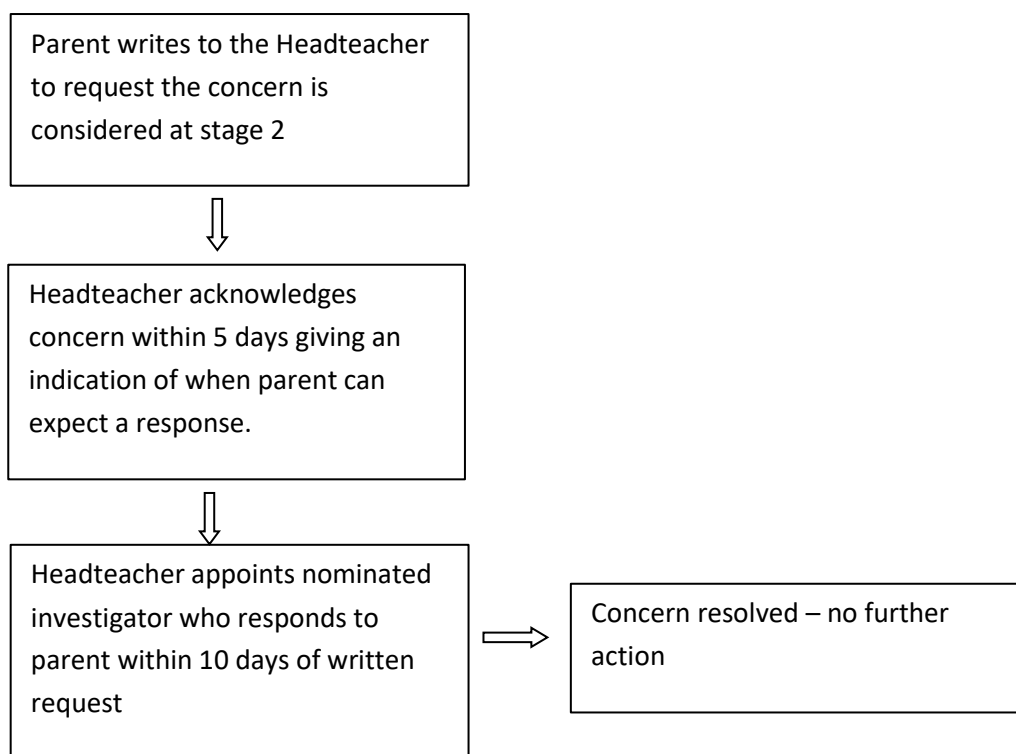 Parent writes to the Headteacher
to request the concern is
considered at stage 2
Headteacher acknowledges
concern within 5 days giving an
indication of when parent can
expect a response.
Headteacher appoints nominated
investigator who responds to
parent within 10 days of written
request
Concern resolved – no further
action